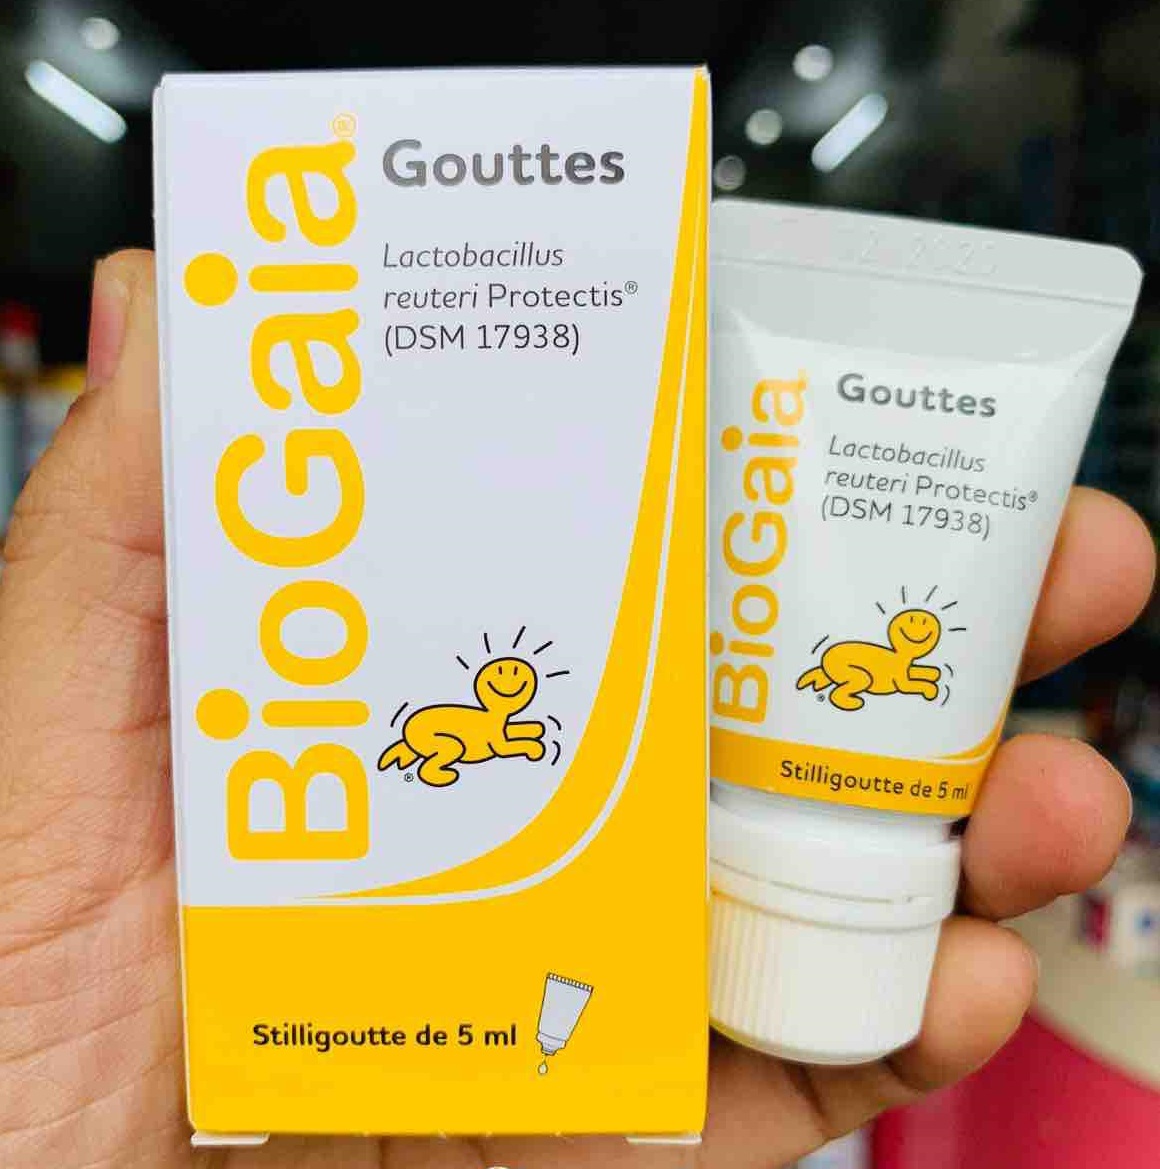 BioGaia®
Gouttes
Lactobacillus
reuteri Protectis®
(DSM 17938)
®
Stilligoutte de 5 ml
BioGaia
Gouttes
Lactobacillus
reuteri Protectis®
(DSM 17938)
®
Stilligoutte de 5 ml